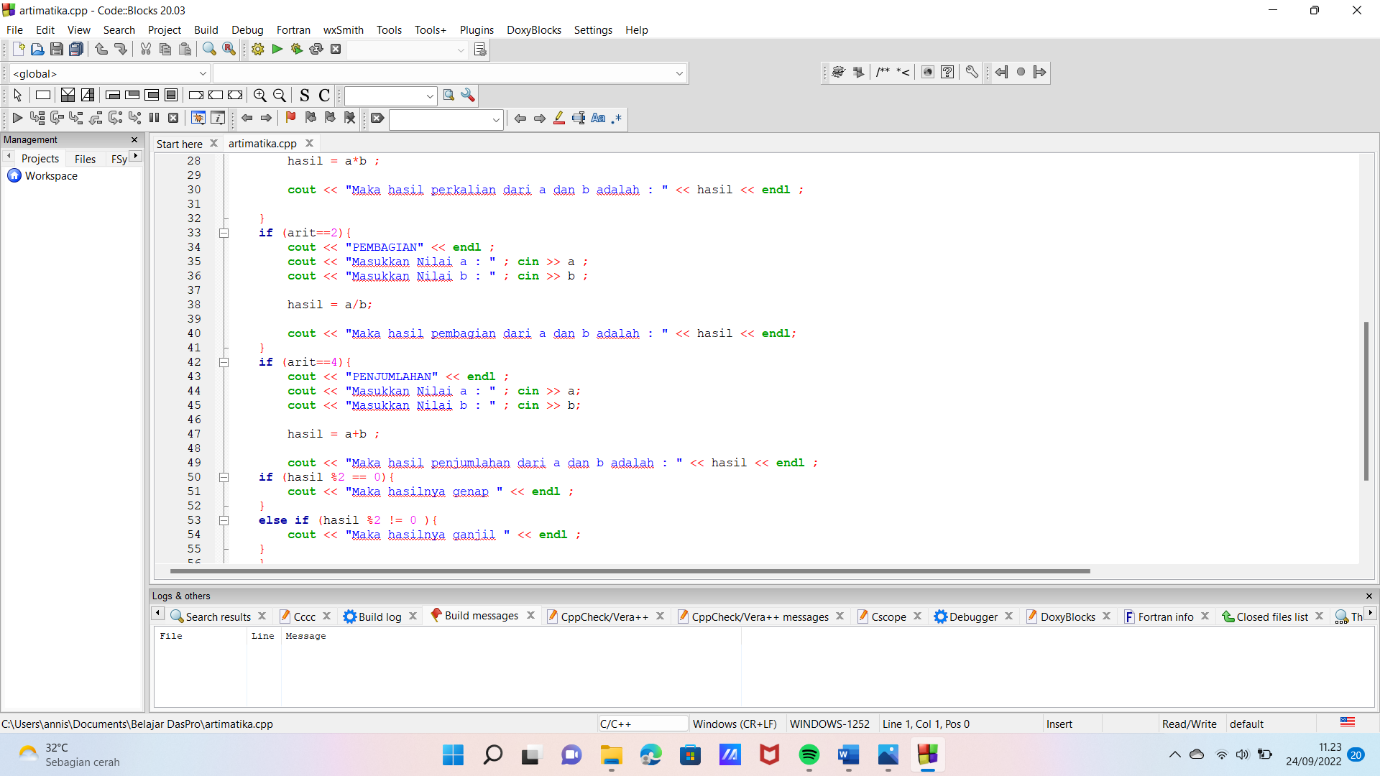 artimatika.cpp - Code::Blocks 20.03
File Edit View Search Project Build Debug Fortran wxSmith Tools Tools+ Plugins DoxyBlocks Settings Help
<global>
/** *<
S C
Aa .*
Management
Projects Files FSy
Workspace
Start here artimatika.cpp
28 hasil = a*b ;
29
30 cout << "Maka hasil perkalian dari a dan b adalah : " << hasil << endl ;
31
32 }
33 if (arit==2){
34 cout << "PEMBAGIAN" << endl ;
35 cout << "Masukkan Nilai a : " ; cin >> a ;
36 cout << "Masukkan Nilai b : " ; cin >> b ;
37
38 hasil = a/b;
39
40 cout << "Maka hasil pembagian dari a dan b adalah : " << hasil << endl;
41 }
42 if (arit==4){
43 cout << "PENJUMLAHAN" << endl ;
44 cout << "Masukkan Nilai a : " ; cin >> a;
45 cout << "Masukkan Nilai b : " ; cin >> b;
46
47 hasil = a+b ;
48
49 cout << "Maka hasil penjumlahan dari a dan b adalah : " << hasil << endl ;
50 if (hasil %2 == 0){
51 cout << "Maka hasilnya genap " << endl ;
52 }
53 else if (hasil %2 != 0 ){
54 cout << "Maka hasilnya ganjil " << endl ;
55 }
56 }
Logs & others
Search results Cccc Build log Build messages CppCheck/Vera++ CppCheck/Vera++ messages Cscope Debugger DoxyBlocks Fortran info Closed files list Th
File Line Message
C:\Users\annis\Documents\Belajar DasPro\artimatika.cpp C/C++ Windows (CR+LF) WINDOWS-1252 Line 1, Col 1, Pos 0 Insert Read/Write default
32°C
Sebagian cerah
11.23
24/09/2022
20